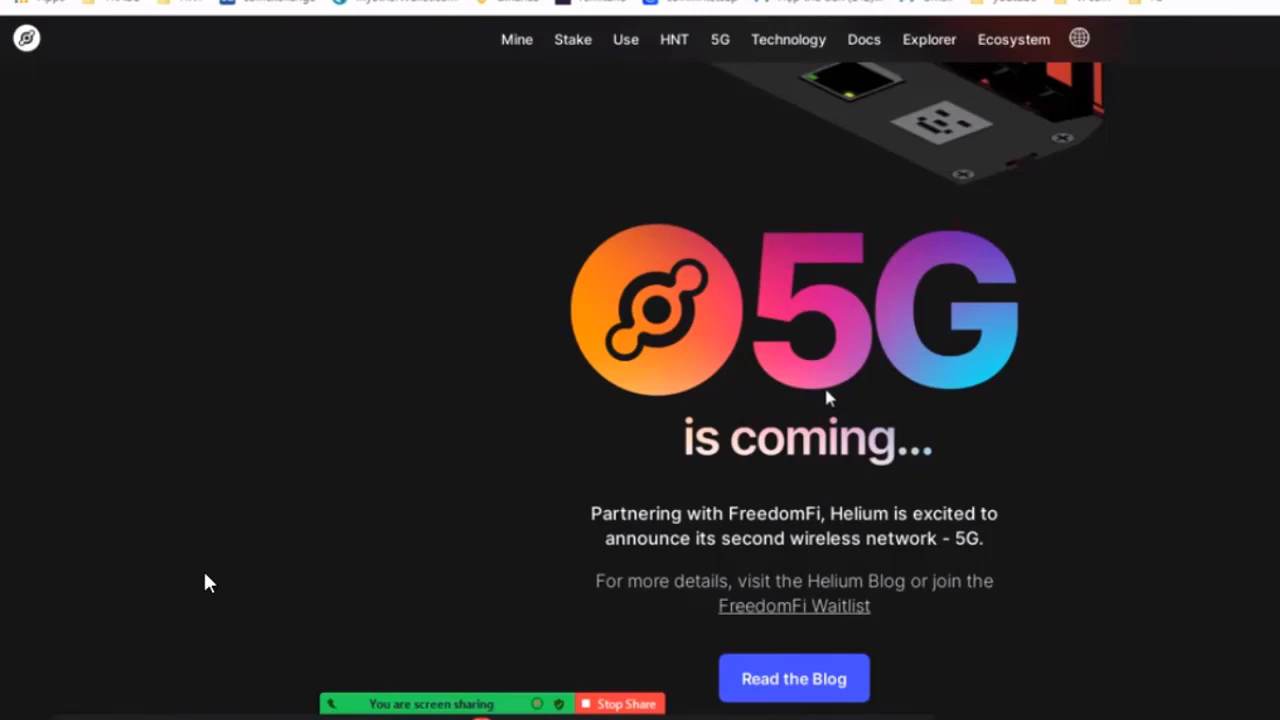 Mine Stake Use HNT 5G Technology Docs Explorer Ecosystem
5G
is coming...
Partnering with FreedomFi, Helium is excited to
announce its second wireless network - 5G.
For more details, visit the Helium Blog or join the
FreedomFi Waitlist
Read the Blog
You are screen sharing Stop Share